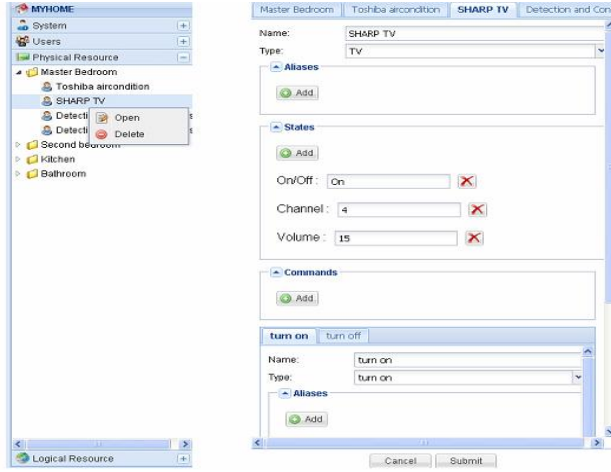 MYHOME
System
Users
Physical Resource
Master Bedroom
Toshiba aircondition
SHARP TV
Detecti
Detecti
Open
Delete
Second bedroom
Kitchen
Bathroom
Logical Resource
Master Bedroom Toshiba aircondition SHARP TV Detection and Con
Name: SHARP TV
Type: TV
Aliases
Add
States
Add
On/Off : On
Channel : 4
Volume : 15
Commands
Add
turn on turn off
Name: turn on
Type: turn on
Aliases
Add
Cancel Submit